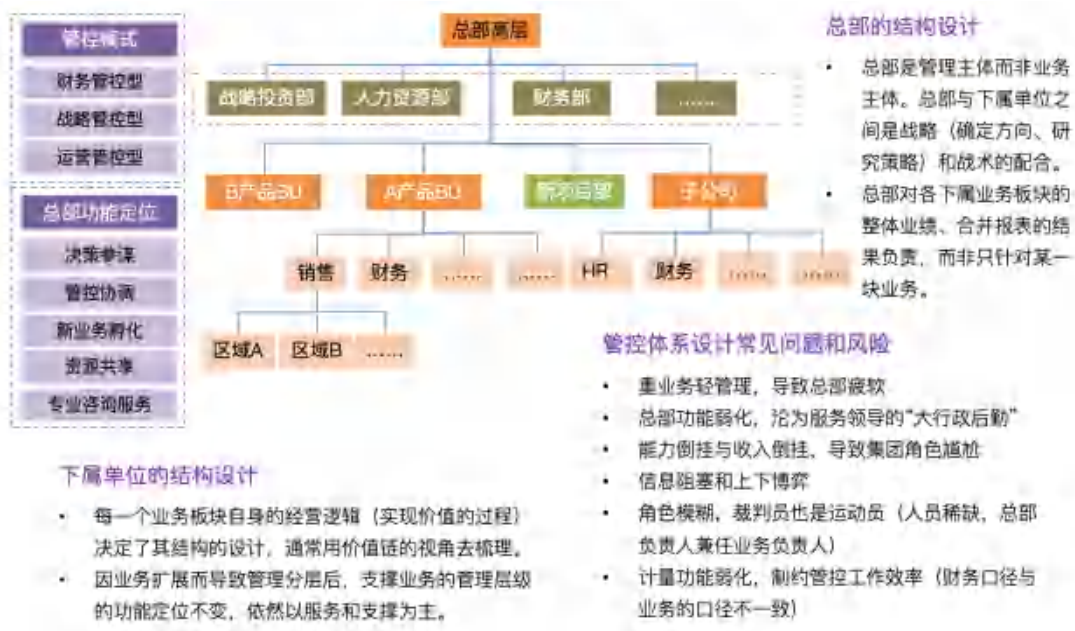 管控模式
财务管控型
战略管控型
运营管控型
总部功能定位
决策参谋
管控协调
新业务孵化
资源共享
专业咨询服务
总部高层
战略投资部
人力资源部
财务部
……
B产品BU
A产品BU
新项目部
子公司
销售
财务
……
……
HR
财务
……
……
区域A
区域B
……
总部的结构设计
• 总部是管理主体而非业务
主体。总部与下属单位之
间是战略（确定方向、研
究策略）和战术的配合。
• 总部对各下属业务板块的
整体业绩、合并报表的结
果负责，而非只针对某一
块业务。
管控体系设计常见问题和风险
• 重业务轻管理，导致总部疲软
• 总部功能弱化，沦为服务领导的“大行政后勤”
• 能力倒挂与收入倒挂，导致集团角色尴尬
• 信息阻塞和上下博弈
• 角色模糊，裁判员也是运动员（人员稀缺，总部
负责人兼任业务负责人）
• 计量功能弱化，制约管控工作效率（财务口径与
业务的口径不一致）
下属单位的结构设计
• 每一个业务板块自身的经营逻辑（实现价值的过程）
决定了其结构的设计，通常用价值链的视角去梳理。
• 因业务扩展而导致管理分层后，支撑业务的管理层级
的功能定位不变，依然以服务和支撑为主。